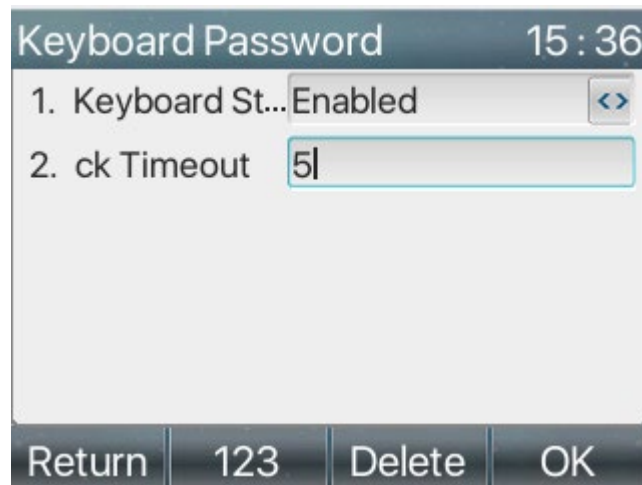 Keyboard Password 15:36
1. Keyboard St...Enabled <>
2. ck Timeout 5
Return 123 Delete OK